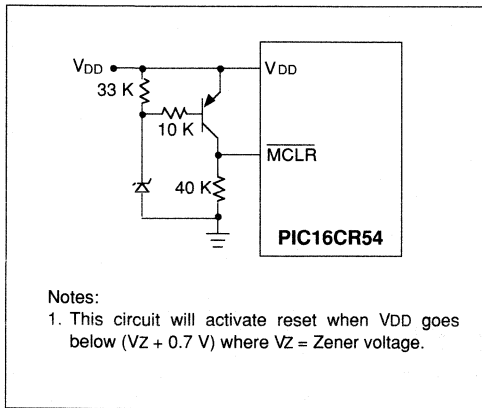 VDD
VDD
33 K
10 K
MCLR
40 K
PIC16CR54
Notes:
1. This circuit will activate reset when VDD goes
below (VZ + 0.7 V) where VZ = Zener voltage.